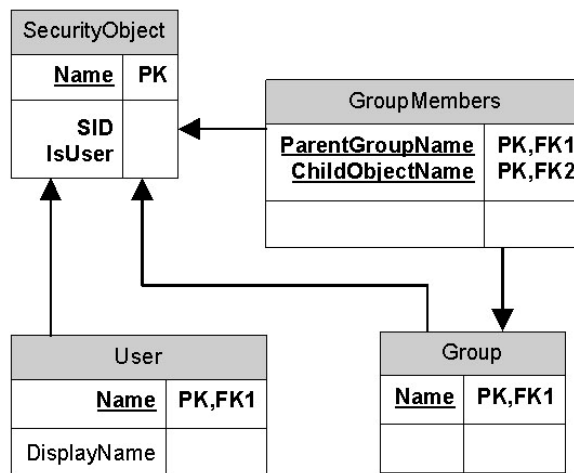 SecurityObject
Name PK
SID
IsUser
GroupMembers
ParentGroupName PK,FK1
ChildObjectName PK,FK2
User
Name PK,FK1
DisplayName
Group
Name PK,FK1